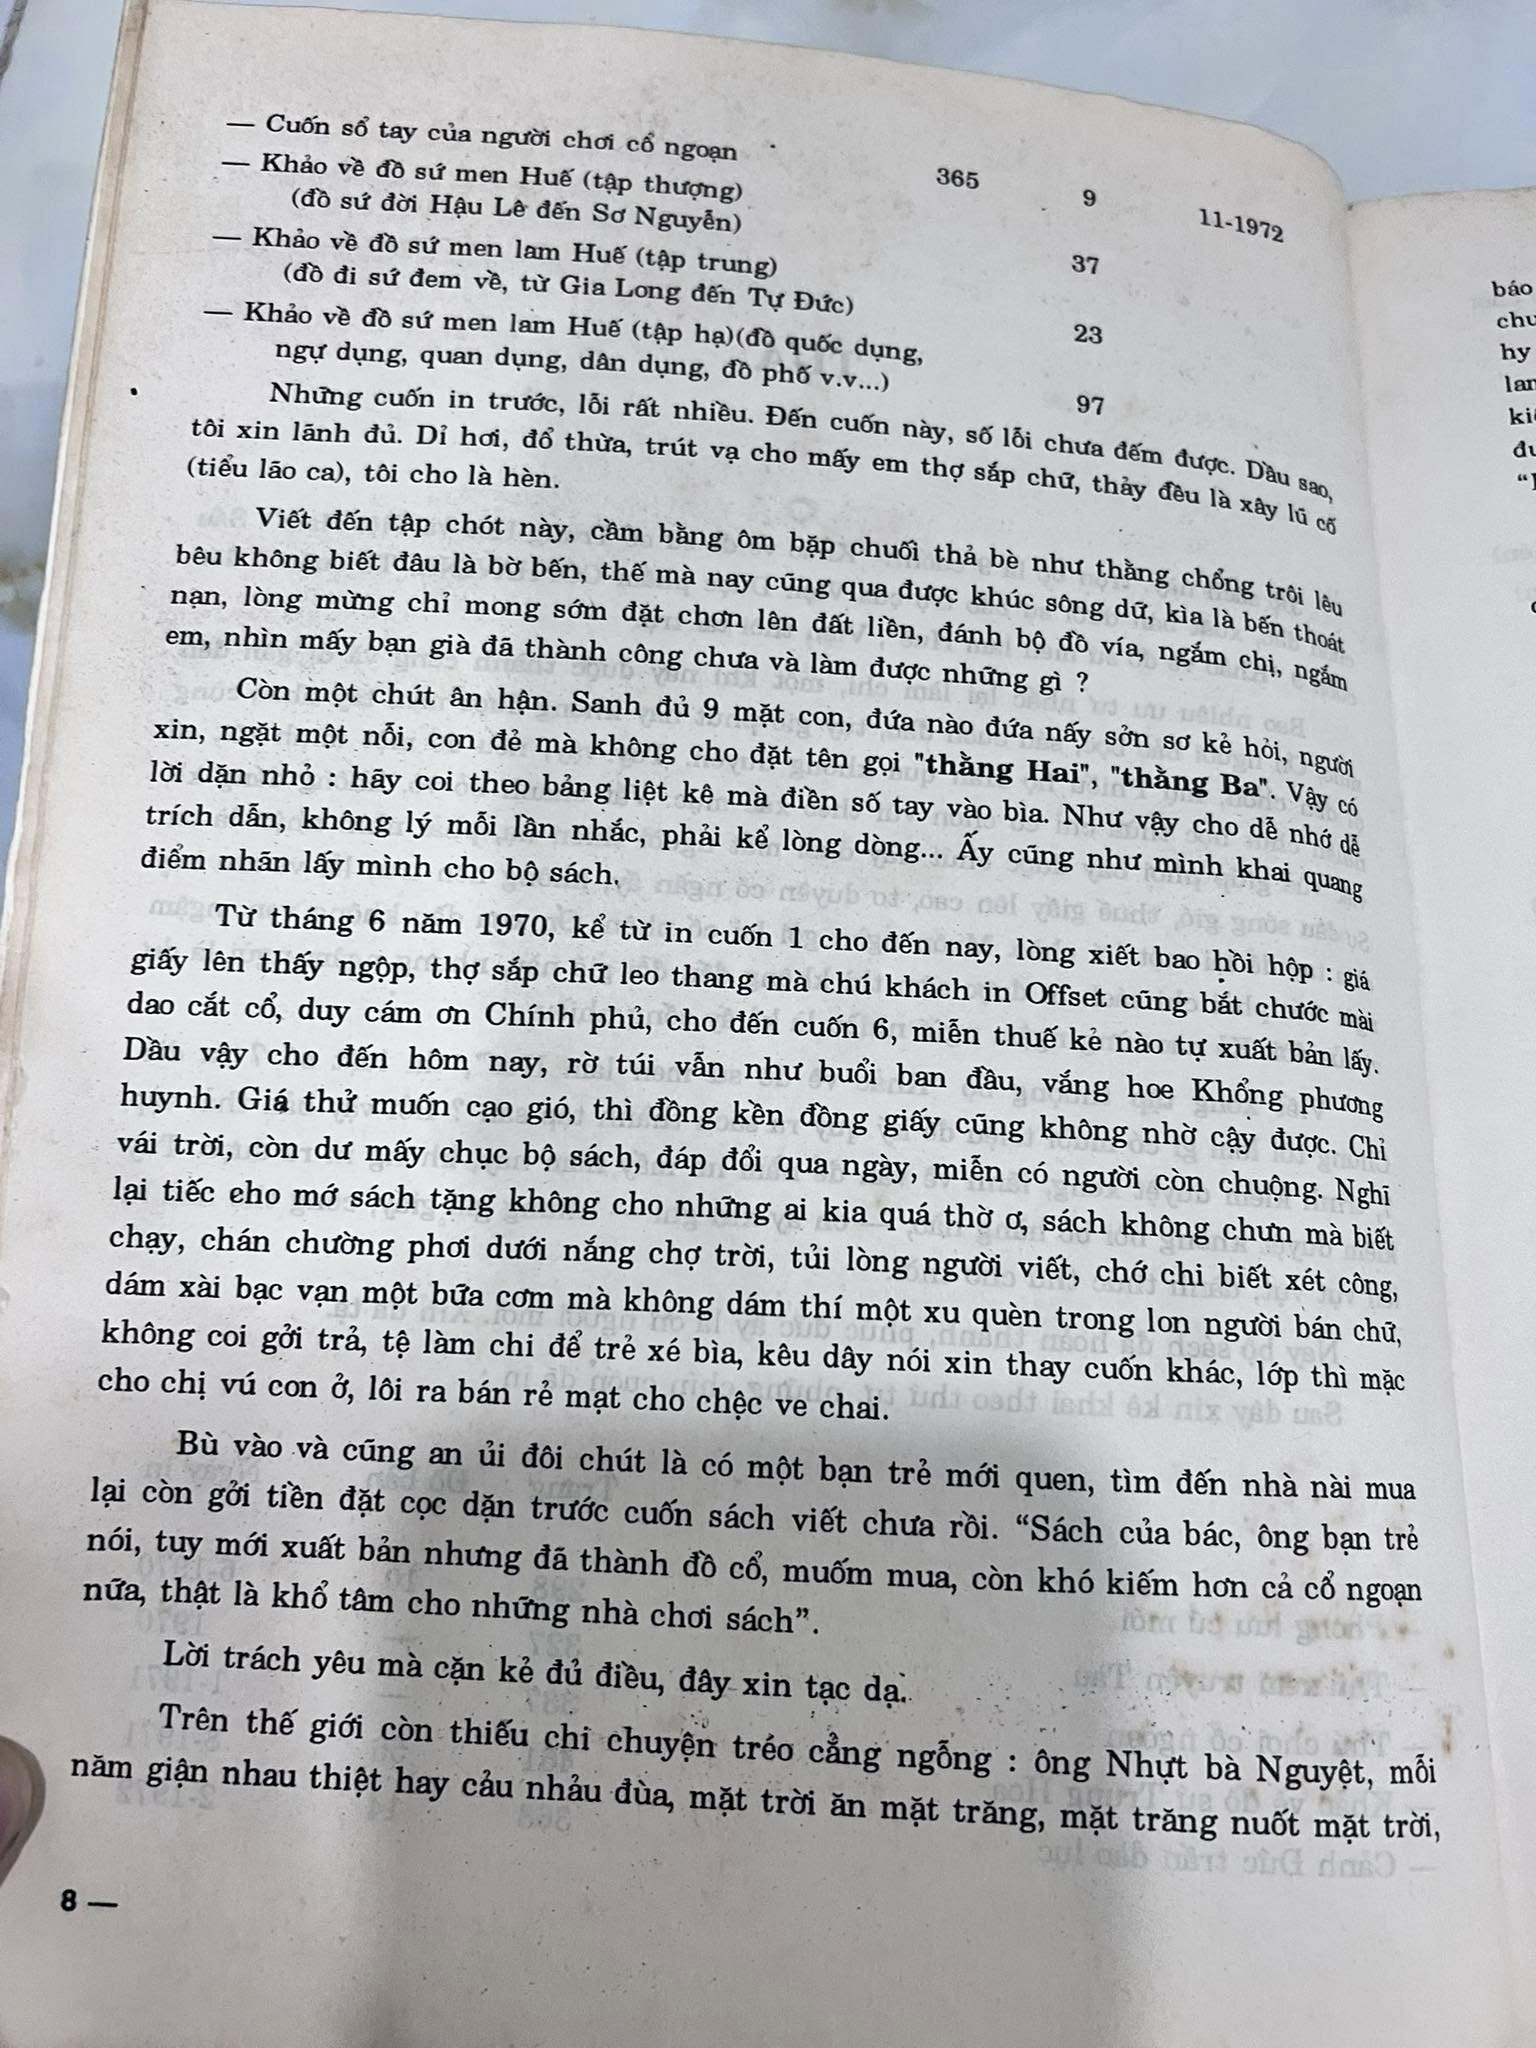 — Cuốn sổ tay của người chơi cổ ngoạn 365 9 11-1972
— Khảo về đồ sứ men Huế (tập thượng)
(đồ sứ đời Hậu Lê đến Sơ Nguyễn) 37
— Khảo về đồ sứ men lam Huế (tập trung)
(đồ đi sứ đem về, từ Gia Long đến Tự Đức) 23
— Khảo về đồ sứ men lam Huế (tập hạ)(đồ quốc dụng,
ngự dụng, quan dụng, dân dụng, đồ phố v.v...) 97
Những cuốn in trước, lỗi rất nhiều. Đến cuốn này, số lỗi chưa đếm được. Dầu sao,
tôi xin lãnh đủ. Dỉ hơi, đổ thừa, trút vạ cho mấy em thợ sắp chữ, thảy đều là xây lũ cố
(tiểu lão ca), tôi cho là hèn.
Viết đến tập chót này, cầm bằng ôm bặp chuối thả bè như thằng chổng trôi lêu
bêu không biết đâu là bờ bến, thế mà nay cũng qua được khúc sông dữ, kìa là bến thoát
nạn, lòng mừng chỉ mong sớm đặt chơn lên đất liền, đánh bộ đồ vía, ngắm chị, ngắm
em, nhìn mấy bạn già đã thành công chưa và làm được những gì ?
Còn một chút ân hận. Sanh đủ 9 mặt con, đứa nào đứa nấy sởn sơ kẻ hỏi, người
xin, ngặt một nỗi, con đẻ mà không cho đặt tên gọi "thằng Hai", "thằng Ba". Vậy có
lời dặn nhỏ : hãy coi theo bảng liệt kê mà điền số tay vào bìa. Như vậy cho dễ nhớ dễ
trích dẫn, không lý mỗi lần nhắc, phải kể lòng dòng... Ấy cũng như mình khai quang
điểm nhãn lấy mình cho bộ sách.
Từ tháng 6 năm 1970, kể từ in cuốn 1 cho đến nay, lòng xiết bao hồi hộp : giá
giấy lên thấy ngộp, thợ sắp chữ leo thang mà chú khách in Offset cũng bắt chước mài
dao cắt cổ, duy cám ơn Chính phủ, cho đến cuốn 6, miễn thuế kẻ nào tự xuất bản lấy.
Dầu vậy cho đến hôm nay, rờ túi vẫn như buổi ban đầu, vắng hoe Khổng phương
huynh. Giá thử muốn cạo gió, thì đồng kền đồng giấy cũng không nhờ cậy được. Chỉ
vái trời, còn dư mấy chục bộ sách, đáp đổi qua ngày, miễn có người còn chuộng. Nghĩ
lại tiếc eho mớ sách tặng không cho những ai kia quá thờ ơ, sách không chưn mà biết
chạy, chán chường phơi dưới nắng chợ trời, tủi lòng người viết, chớ chi biết xét công,
dám xài bạc vạn một bữa cơm mà không dám thí một xu quèn trong lon người bán chữ,
không coi gởi trả, tệ làm chi để trẻ xé bìa, kêu dây nói xin thay cuốn khác, lớp thì mặc
cho chị vú con ở, lôi ra bán rẻ mạt cho chệc ve chai.
Bù vào và cũng an ủi đôi chút là có một bạn trẻ mới quen, tìm đến nhà nài mua
lại còn gởi tiền đặt cọc dặn trước cuốn sách viết chưa rồi. “Sách của bác, ông bạn trẻ
nói, tuy mới xuất bản nhưng đã thành đồ cổ, muốm mua, còn khó kiếm hơn cả cổ ngoạn
nữa, thật là khổ tâm cho những nhà chơi sách”.
Lời trách yêu mà cặn kẻ đủ điều, đây xin tạc dạ.
Trên thế giới còn thiếu chi chuyện tréo cẳng ngỗng : ông Nhựt bà Nguyệt, mỗi
năm giận nhau thiệt hay cảu nhảu đùa, mặt trời ăn mặt trăng, mặt trăng nuốt mặt trời,
8 —
báo